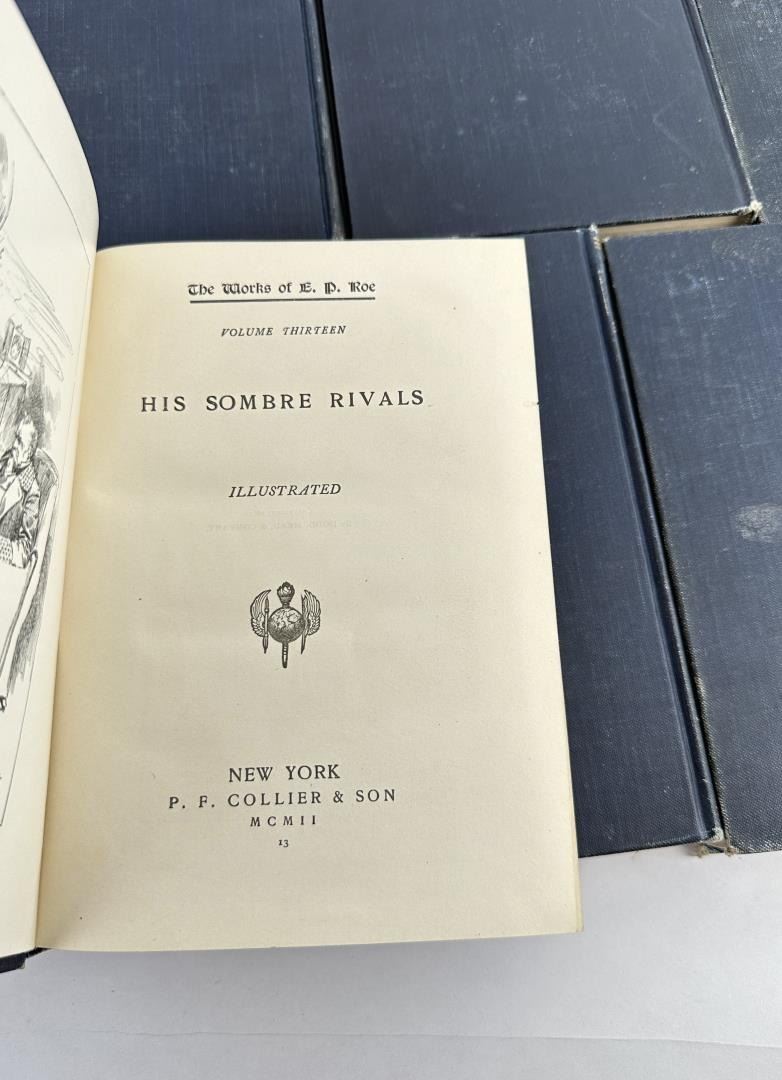 The Works of E. P. Roe
VOLUME THIRTEEN
HIS SOMBRE RIVALS
ILLUSTRATED
NEW YORK
P. F. COLLIER & SON
MCMII
13